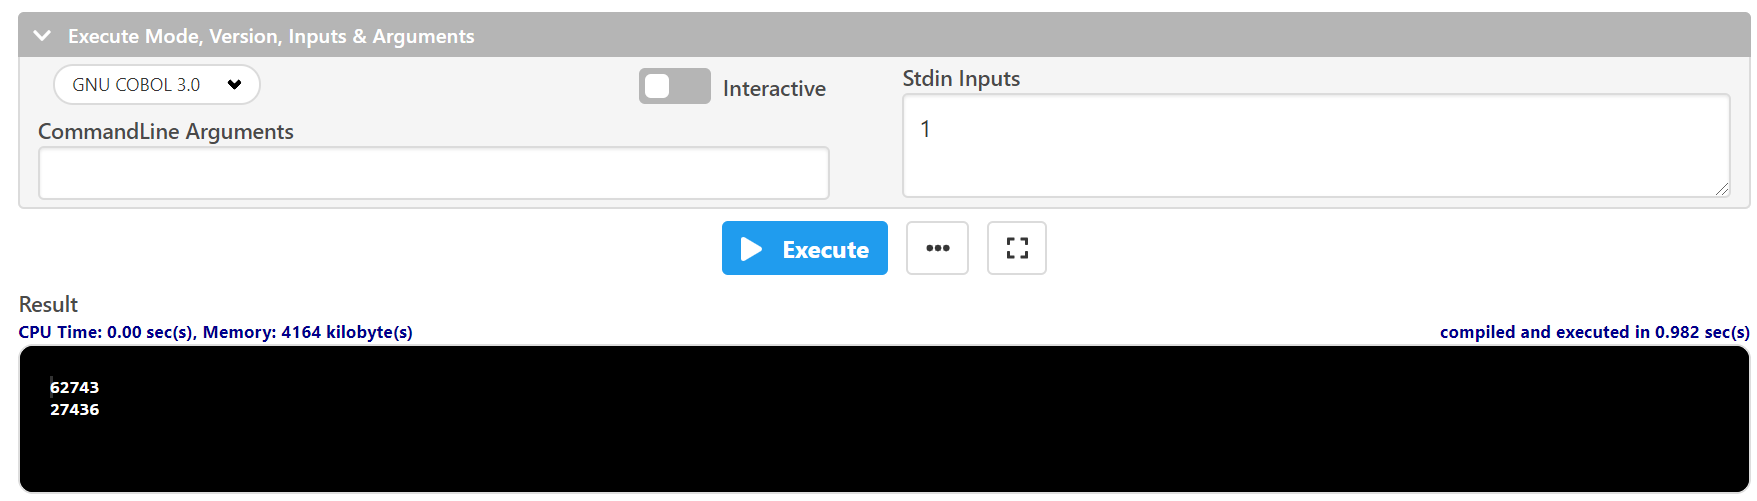 Execute Mode, Version, Inputs & Arguments
GNU COBOL 3.0
Interactive
Stdin Inputs
1
CommandLine Arguments
Execute
Result
CPU Time: 0.00 sec(s), Memory: 4164 kilobyte(s)
compiled and executed in 0.982 sec(s)
62743
27436